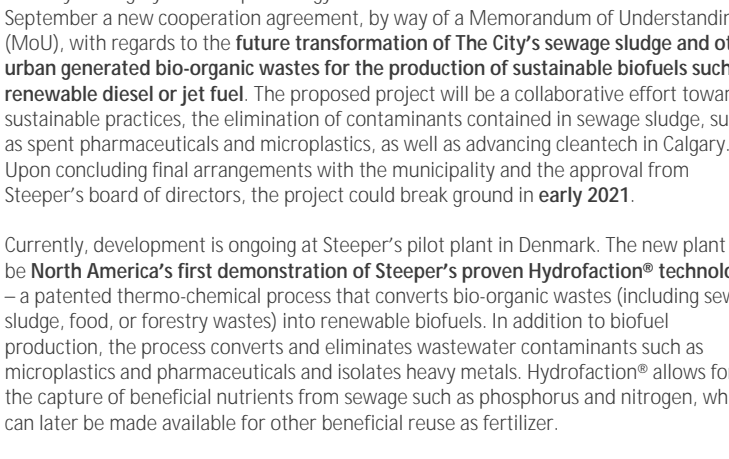 September a new cooperation agreement, by way of a Memorandum of Understandin
(MoU), with regards to the future transformation of The City's sewage sludge and ot
urban generated bio-organic wastes for the production of sustainable biofuels such
renewable diesel or jet fuel. The proposed project will be a collaborative effort towar
sustainable practices, the elimination of contaminants contained in sewage sludge, su
as spent pharmaceuticals and microplastics, as well as advancing cleantech in Calgary.
Upon concluding final arrangements with the municipality and the approval from
Steeper's board of directors, the project could break ground in early 2021.
Currently, development is ongoing at Steeper's pilot plant in Denmark. The new plant
be North America's first demonstration of Steeper's proven Hydrofaction® technolo
– a patented thermo-chemical process that converts bio-organic wastes (including sew
sludge, food, or forestry wastes) into renewable biofuels. In addition to biofuel
production, the process converts and eliminates wastewater contaminants such as
microplastics and pharmaceuticals and isolates heavy metals. Hydrofaction® allows fo
the capture of beneficial nutrients from sewage such as phosphorus and nitrogen, wh
can later be made available for other beneficial reuse as fertilizer.